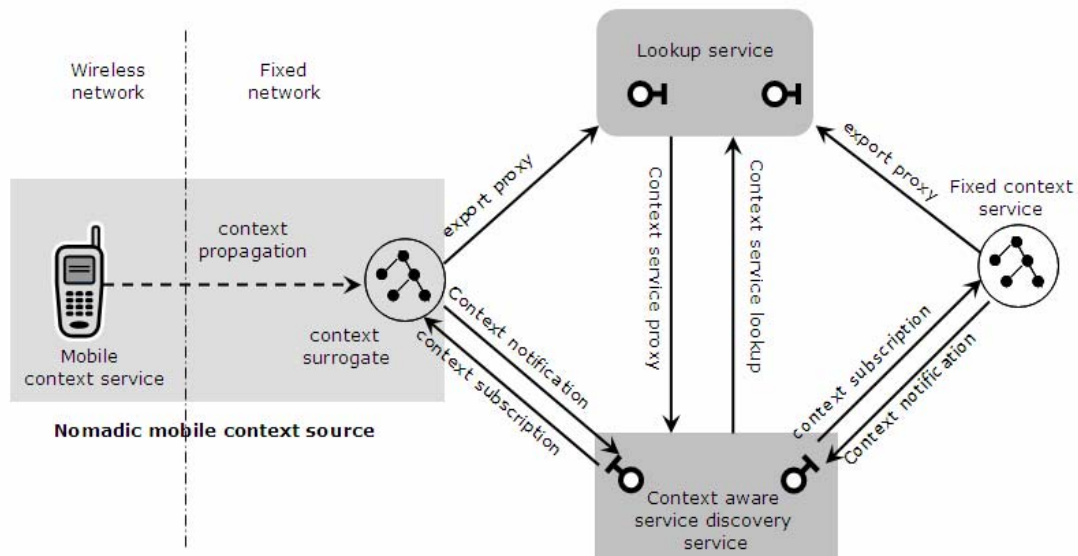 Wireless
network
Fixed
network
Lookup service
export proxy
export proxy
Context service proxy
Context service lookup
Fixed context
service
context
propagation
Mobile
context service
context
surrogate
Context notification
context subscription
context subscription
Context notification
Nomadic mobile context source
Context aware
service discovery
service